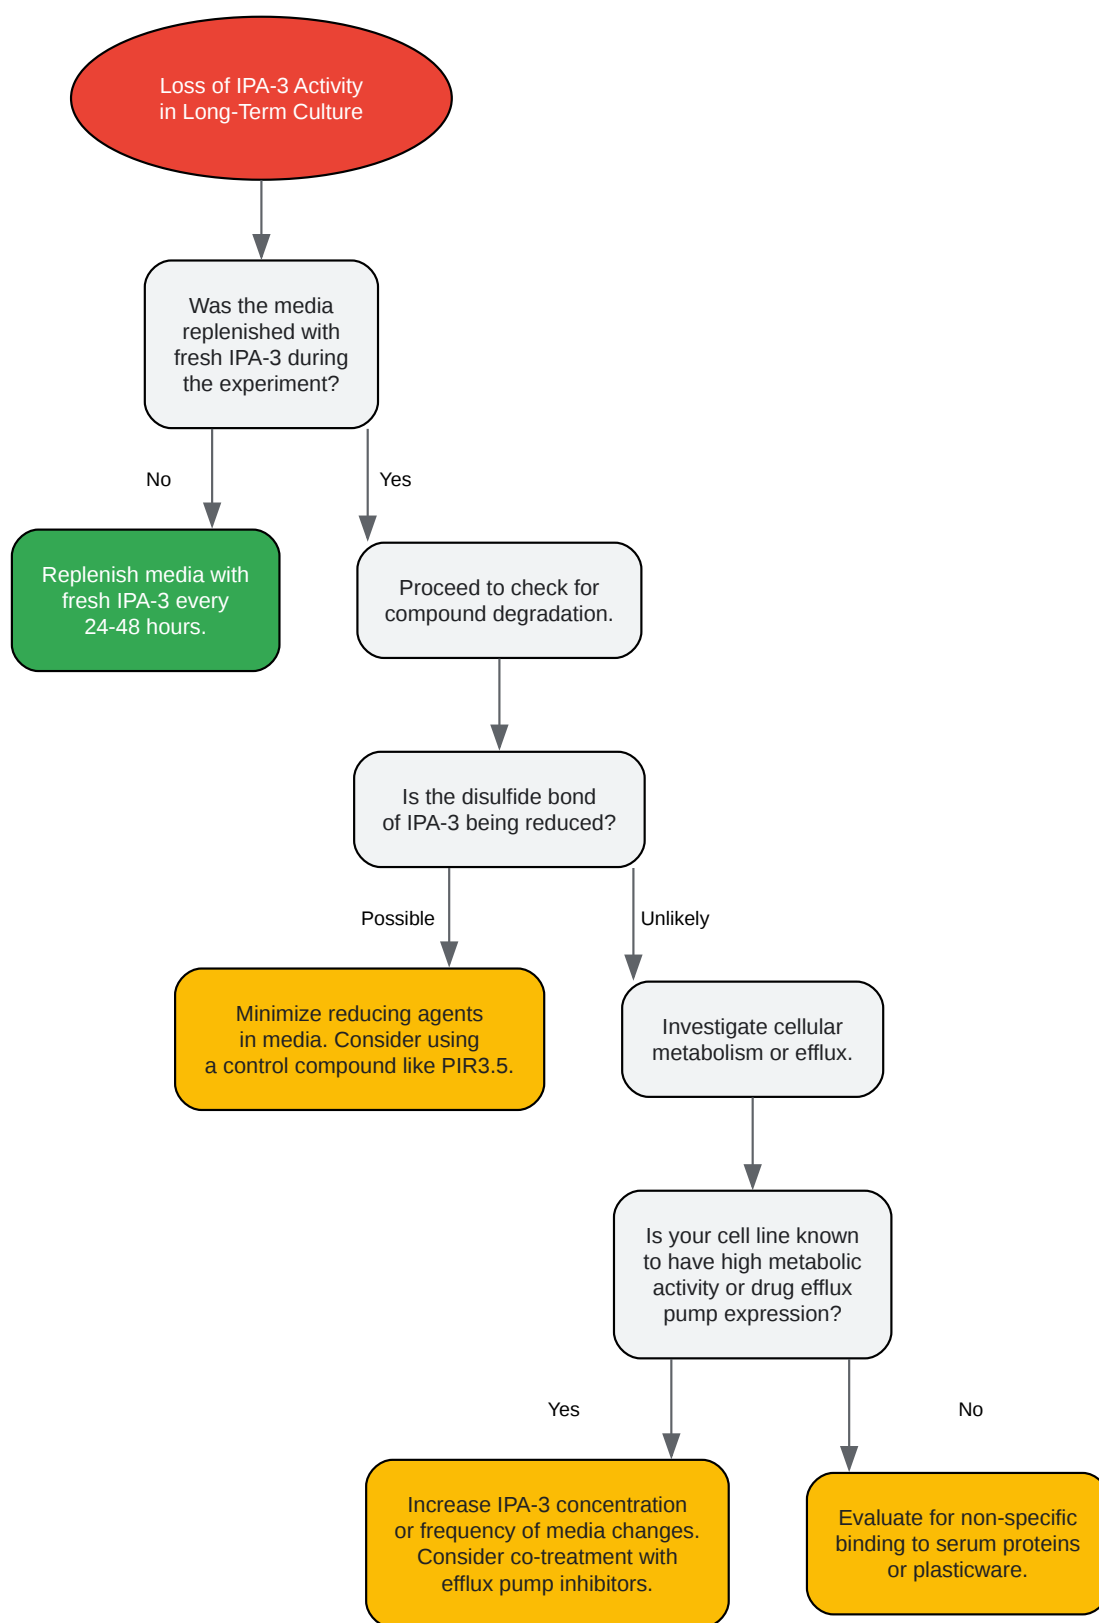 Loss of IPA-3 Activity
in Long-Term Culture
Was the media
replenished with
fresh IPA-3 during
the experiment?
No
Yes
Replenish media with
fresh IPA-3 every
24-48 hours.
Proceed to check for
compound degradation.
Is the disulfide bond
of IPA-3 being reduced?
Possible
Unlikely
Minimize reducing agents
in media. Consider using
a control compound like PIR3.5.
Investigate cellular
metabolism or efflux.
Is your cell line known
to have high metabolic
activity or drug efflux
pump expression?
Yes
No
Increase IPA-3 concentration
or frequency of media changes.
Consider co-treatment with
efflux pump inhibitors.
Evaluate for non-specific
binding to serum proteins
or plasticware.